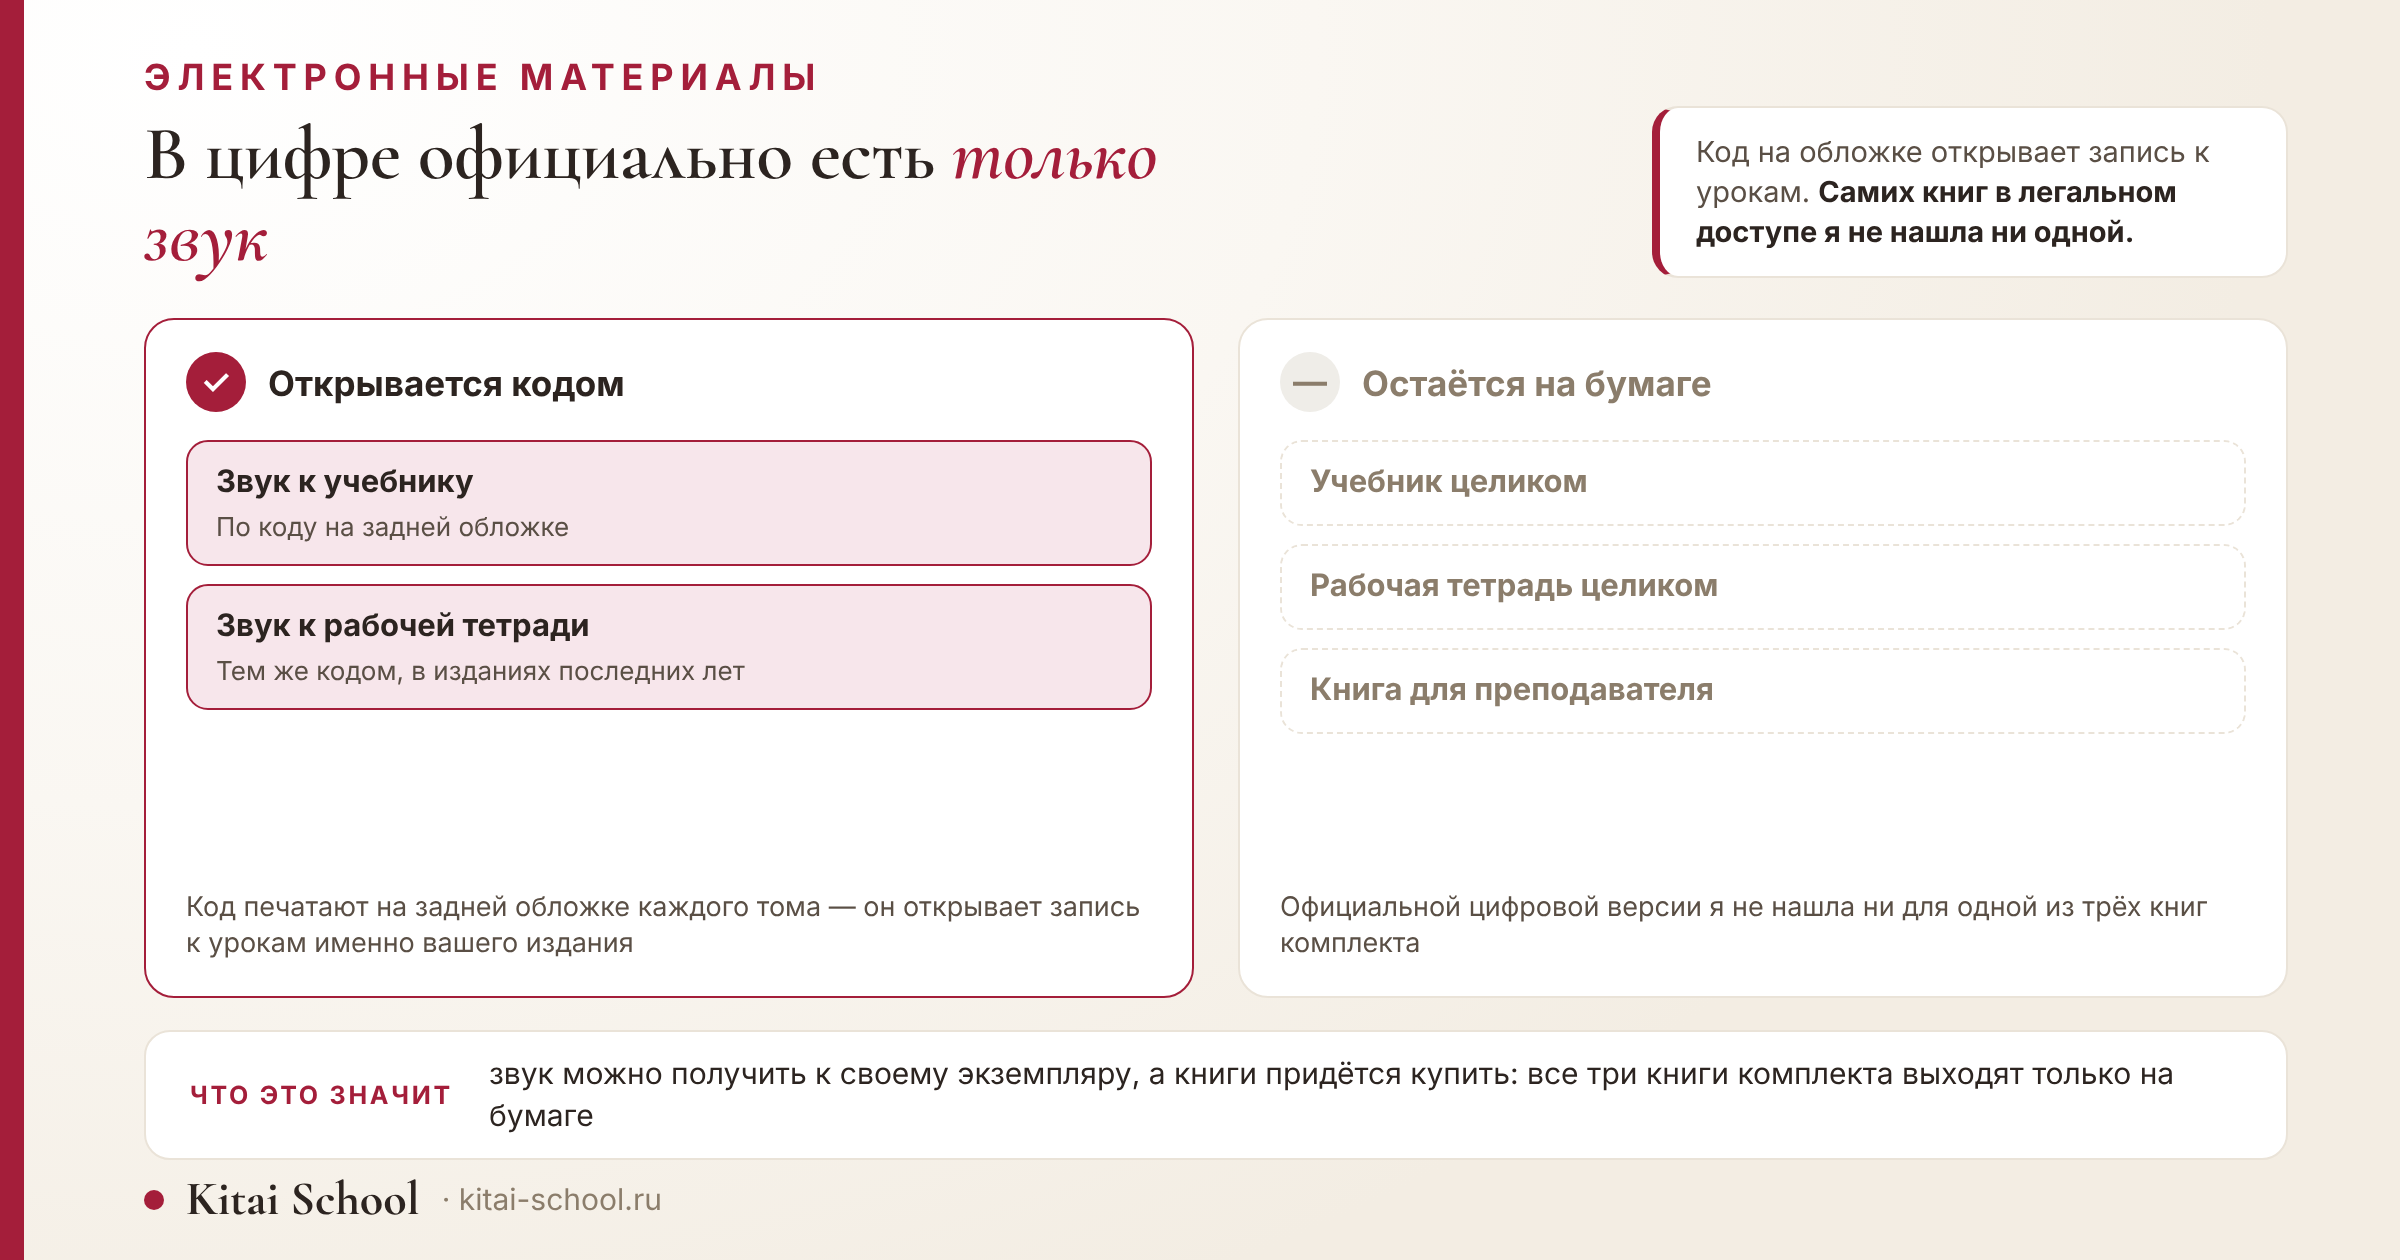 ЭЛЕКТРОННЫЕ МАТЕРИАЛЫ
В цифре официально есть только
звук
Код на обложке открывает запись к
урокам. Самих книг в легальном
доступе я не нашла ни одной.
Открывается кодом
Звук к учебнику
По коду на задней обложке
Звук к рабочей тетради
Тем же кодом, в изданиях последних лет
Код печатают на задней обложке каждого тома — он открывает запись
к урокам именно вашего издания
Остаётся на бумаге
Учебник целиком
Рабочая тетрадь целиком
Книга для преподавателя
Официальной цифровой версии я не нашла ни для одной из трёх книг
комплекта
ЧТО ЭТО ЗНАЧИТ
звук можно получить к своему экземпляру, а книги придётся купить: все три книги комплекта выходят только на
бумаге
Kitai School · kitai-school.ru